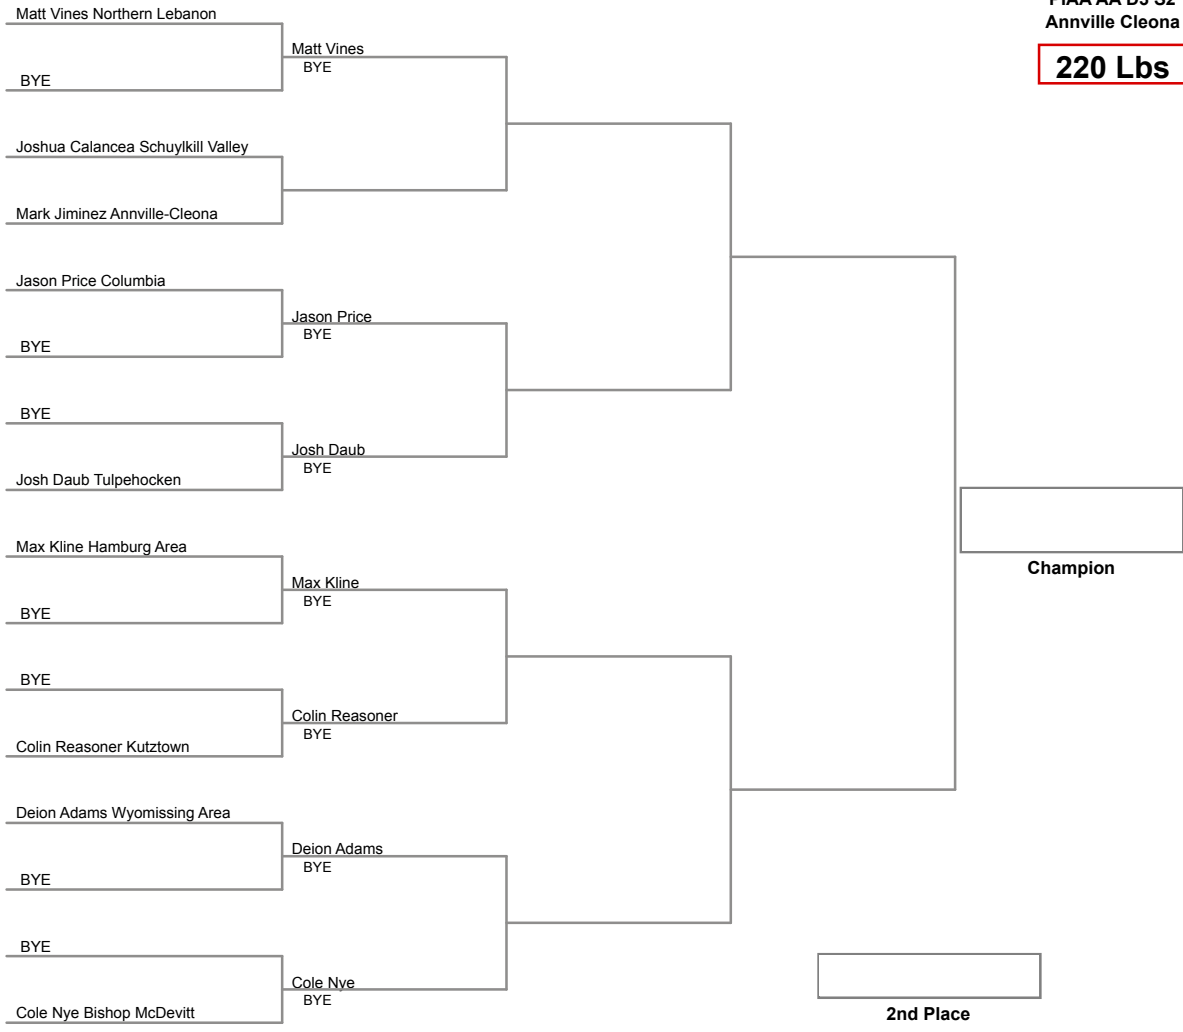 Matt Vines Northern Lebanon
PIAA AA D3 S2
Annville Cleona
220 Lbs
Matt Vines
BYE
BYE
Joshua Calancea Schuylkill Valley
Mark Jiminez Annville-Cleona
Jason Price Columbia
Jason Price
BYE
BYE
BYE
Josh Daub
BYE
Josh Daub Tulpehocken
Max Kline Hamburg Area
Champion
Max Kline
BYE
BYE
BYE
Colin Reasoner
BYE
Colin Reasoner Kutztown
Deion Adams Wyomissing Area
Deion Adams
BYE
BYE
BYE
Cole Nye
BYE
Cole Nye Bishop McDevitt
2nd Place